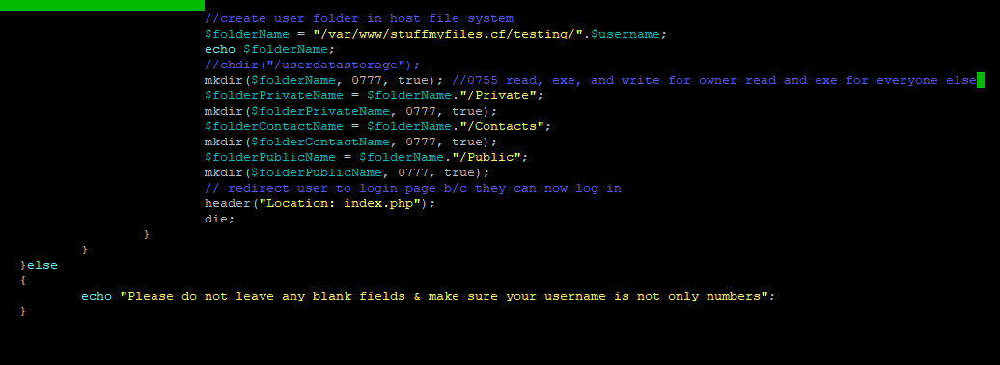 //create user folder in host file system
$folderName = "/var/www/stuffmyfiles.cf/testing/".$username;
echo $folderName;
//chdir("/userdatastorage");
mkdir($folderName, 0777, true); //0755 read, exe, and write for owner read and exe for everyone else
$folderPrivateName = $folderName."/Private";
mkdir($folderPrivateName, 0777, true);
$folderContactName = $folderName."/Contacts";
mkdir($folderContactName, 0777, true);
$folderPublicName = $folderName."/Public";
mkdir($folderPublicName, 0777, true);
// redirect user to login page b/c they can now log in
header("Location: index.php");
die;
}
}
}else
{
echo "Please do not leave any blank fields & make sure your username is not only numbers";
}